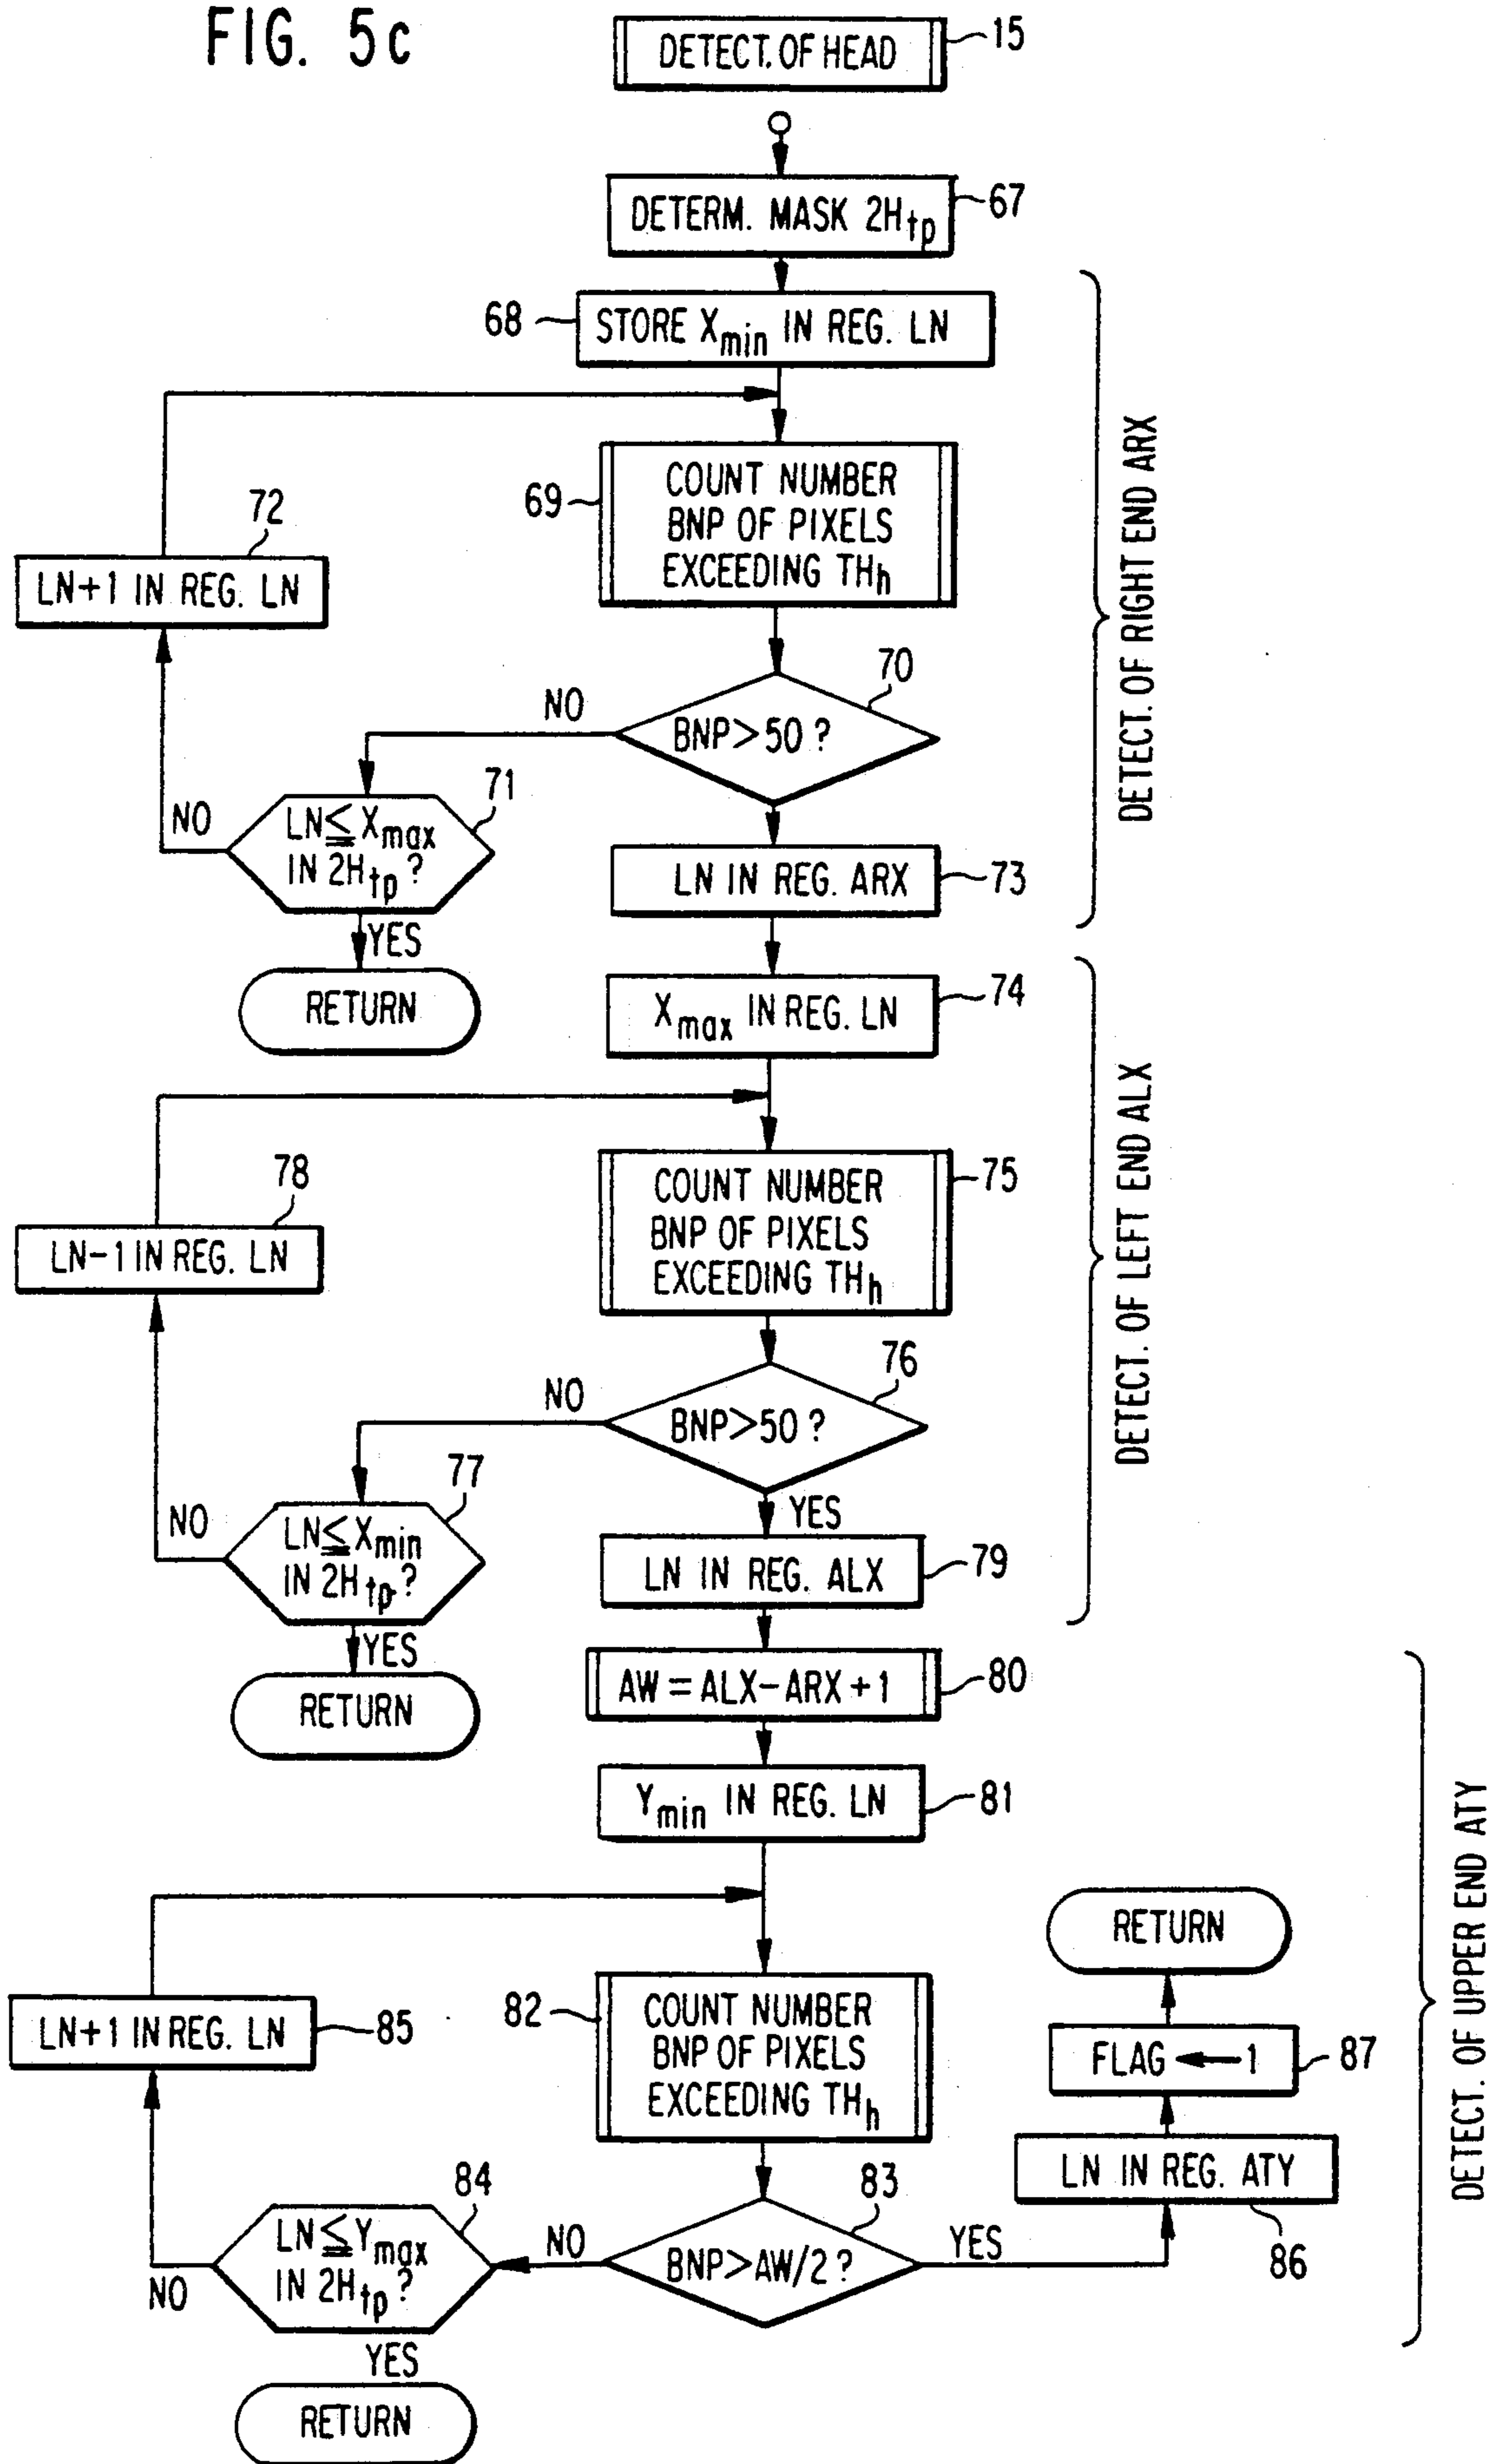 FIG. 5c
DETECT. OF HEAD
15
DETERM. MASK 2Htp
67
68
STORE Xmin IN REG. LN
69
COUNT NUMBER
BNP OF PIXELS
EXCEEDING THh
72
LN+1 IN REG. LN
70
NO
BNP>50 ?
71
NO
LN≦Xmax
IN 2Htp ?
YES
RETURN
LN IN REG. ARX
73
DETECT. OF RIGHT END ARX
Xmax IN REG. LN
74
COUNT NUMBER
BNP OF PIXELS
EXCEEDING THh
75
78
LN-1 IN REG. LN
76
NO
BNP>50 ?
77
NO
LN≦Xmin
IN 2Htp ?
YES
RETURN
YES
LN IN REG. ALX
79
DETECT. OF LEFT END ALX
AW = ALX-ARX+1
80
Ymin IN REG. LN
81
82
COUNT NUMBER
BNP OF PIXELS
EXCEEDING THh
LN+1 IN REG. LN
85
83
BNP>AW/2 ?
NO
84
LN≦Ymax
IN 2Htp ?
NO
YES
RETURN
YES
LN IN REG. ATY
86
FLAG ← 1
87
RETURN
DETECT. OF UPPER END ATY